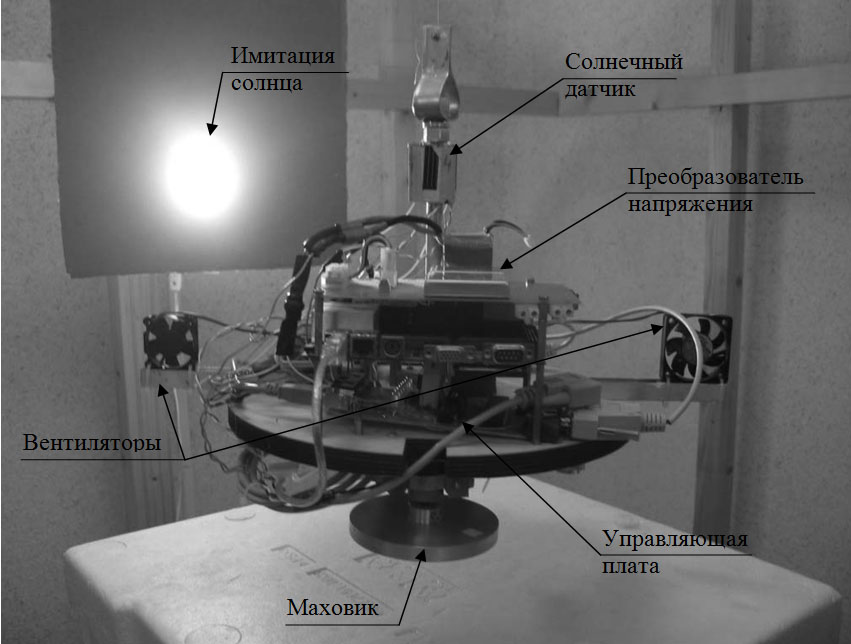 Имитация
солнца
Солнечный
датчик
Преобразователь
напряжения
Вентиляторы
Управляющая
плата
Маховик